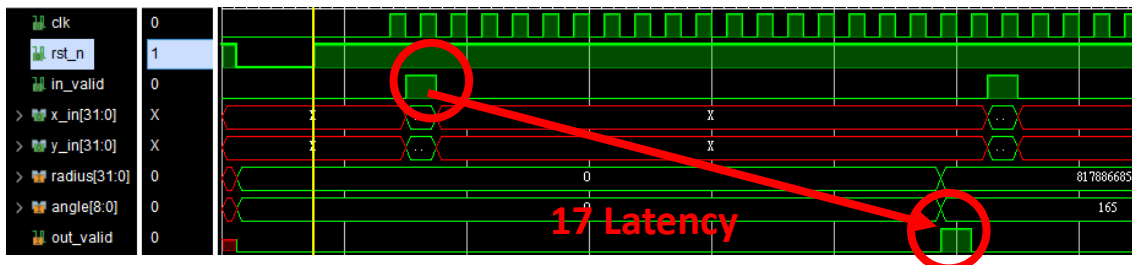 clk 0
rst_n 1
in_valid 0
x_in[31:0] X X .. X ..
y_in[31:0] X X .. X ..
radius[31:0] 0 0 817886685
angle[8:0] 0 0 165
17 Latency
out_valid 0